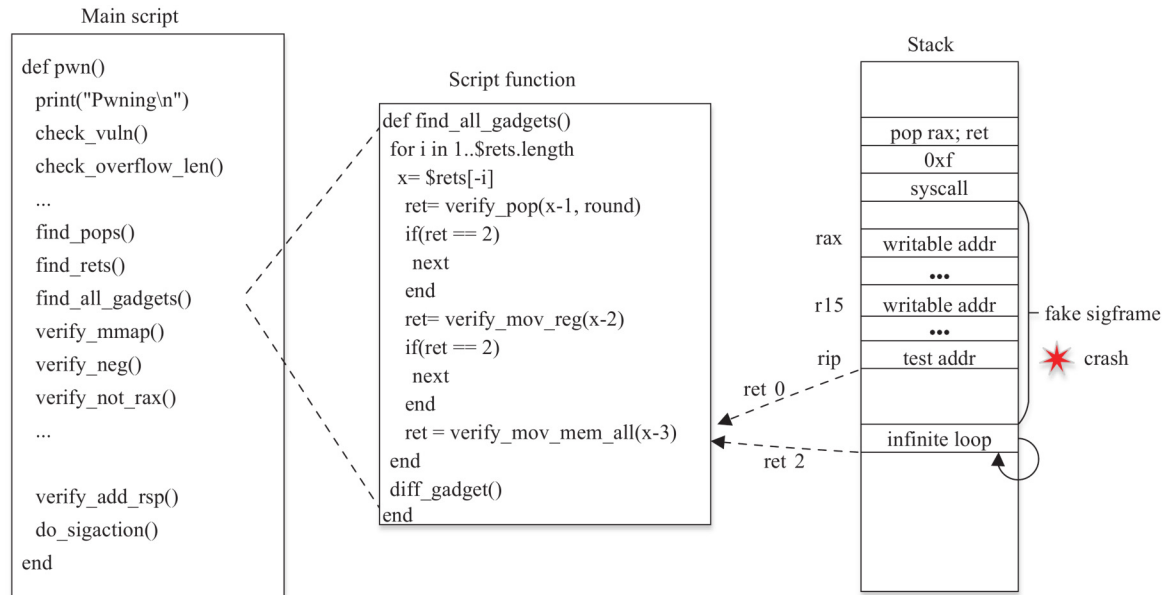 Main script
def pwn()
print("Pwning\n")
check_vuln()
check_overflow_len()
...
find_pops()
find_rets()
find_all_gadgets()
verify_mmap()
verify_neg()
verify_not_rax()
...
verify_add_rsp()
do_sigaction()
end
Script function
def find_all_gadgets()
for i in 1..$rets.length
x= $rets[-i]
ret= verify_pop(x-1, round)
if(ret == 2)
next
end
ret= verify_mov_reg(x-2)
if(ret == 2)
next
end
ret = verify_mov_mem_all(x-3)
end
diff_gadget()
end
ret 0
ret 2
Stack
pop rax; ret
0xf
syscall
rax
writable addr
...
r15
writable addr
...
rip
test addr
infinite loop
fake sigframe
crash